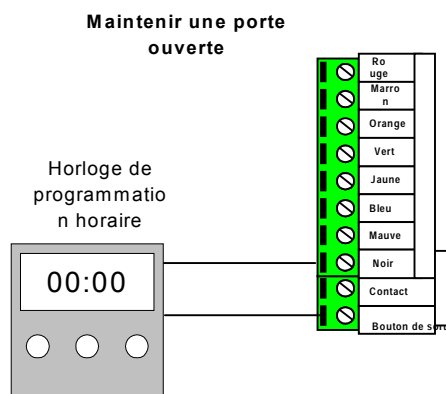 Maintenir une porte
ouverte
Ro
uge
Marro
n
Orange
Vert
Jaune
Bleu
Mauve
Noir
Contact
Bouton de
Horloge de
programmatio
n horaire
00:00